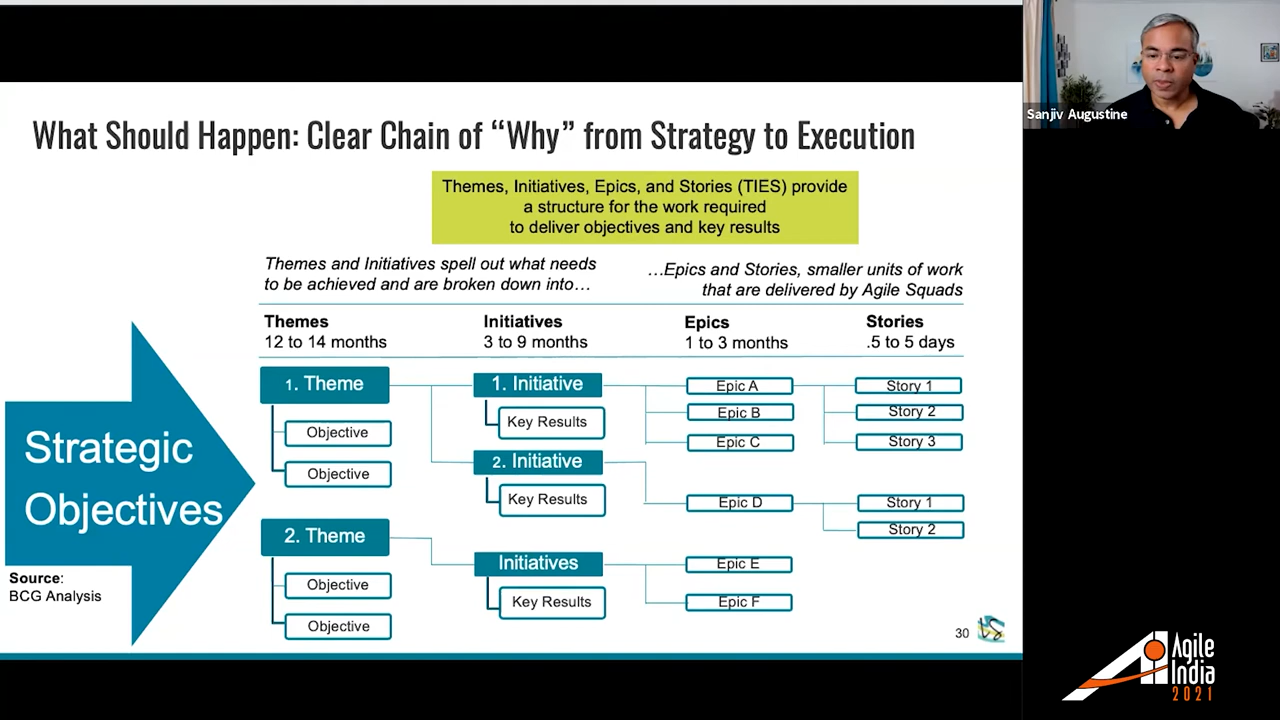 Sanjiv Augustine
What Should Happen: Clear Chain of “Why” from Strategy to Execution
Themes, Initiatives, Epics, and Stories (TIES) provide
a structure for the work required
to deliver objectives and key results
Themes and Initiatives spell out what needs
to be achieved and are broken down into…
…Epics and Stories, smaller units of work
that are delivered by Agile Squads
Themes
12 to 14 months
Initiatives
3 to 9 months
Epics
1 to 3 months
Stories
.5 to 5 days
Strategic
Objectives
Source:
BCG Analysis
1. Theme
Objective
Objective
2. Theme
Objective
Objective
1. Initiative
Key Results
2. Initiative
Key Results
Initiatives
Key Results
Epic A
Epic B
Epic C
Epic D
Epic E
Epic F
Story 1
Story 2
Story 3
Story 1
Story 2
30
Agile
India
2021